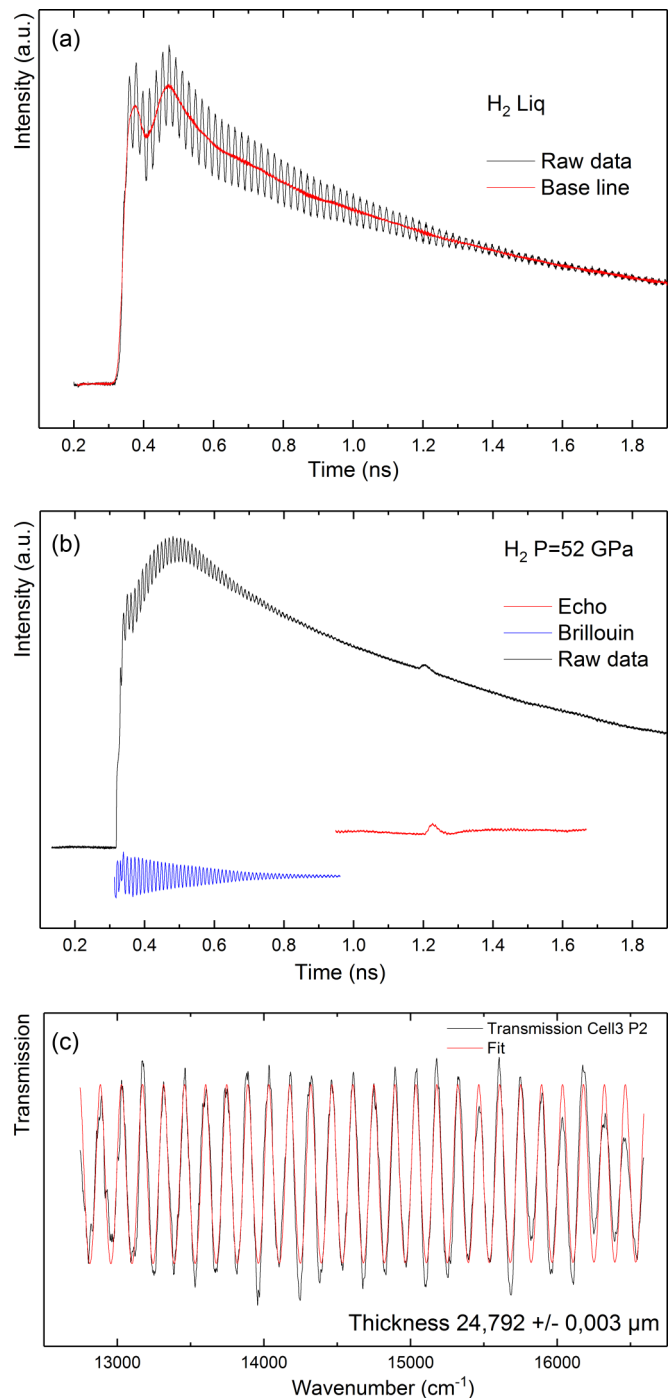 (a)
Intensity (a.u.)
H2 Liq
Raw data
Base line
0.2 0.4 0.6 0.8 1.0 1.2 1.4 1.6 1.8
Time (ns)
(b)
Intensity (a.u.)
H2 P=52 GPa
Echo
Brillouin
Raw data
0.2 0.4 0.6 0.8 1.0 1.2 1.4 1.6 1.8
Time (ns)
(c)
Transmission
Transmission Cell3 P2
Fit
Thickness 24,792 +/- 0,003 µm
13000 14000 15000 16000
Wavenumber (cm⁻¹)